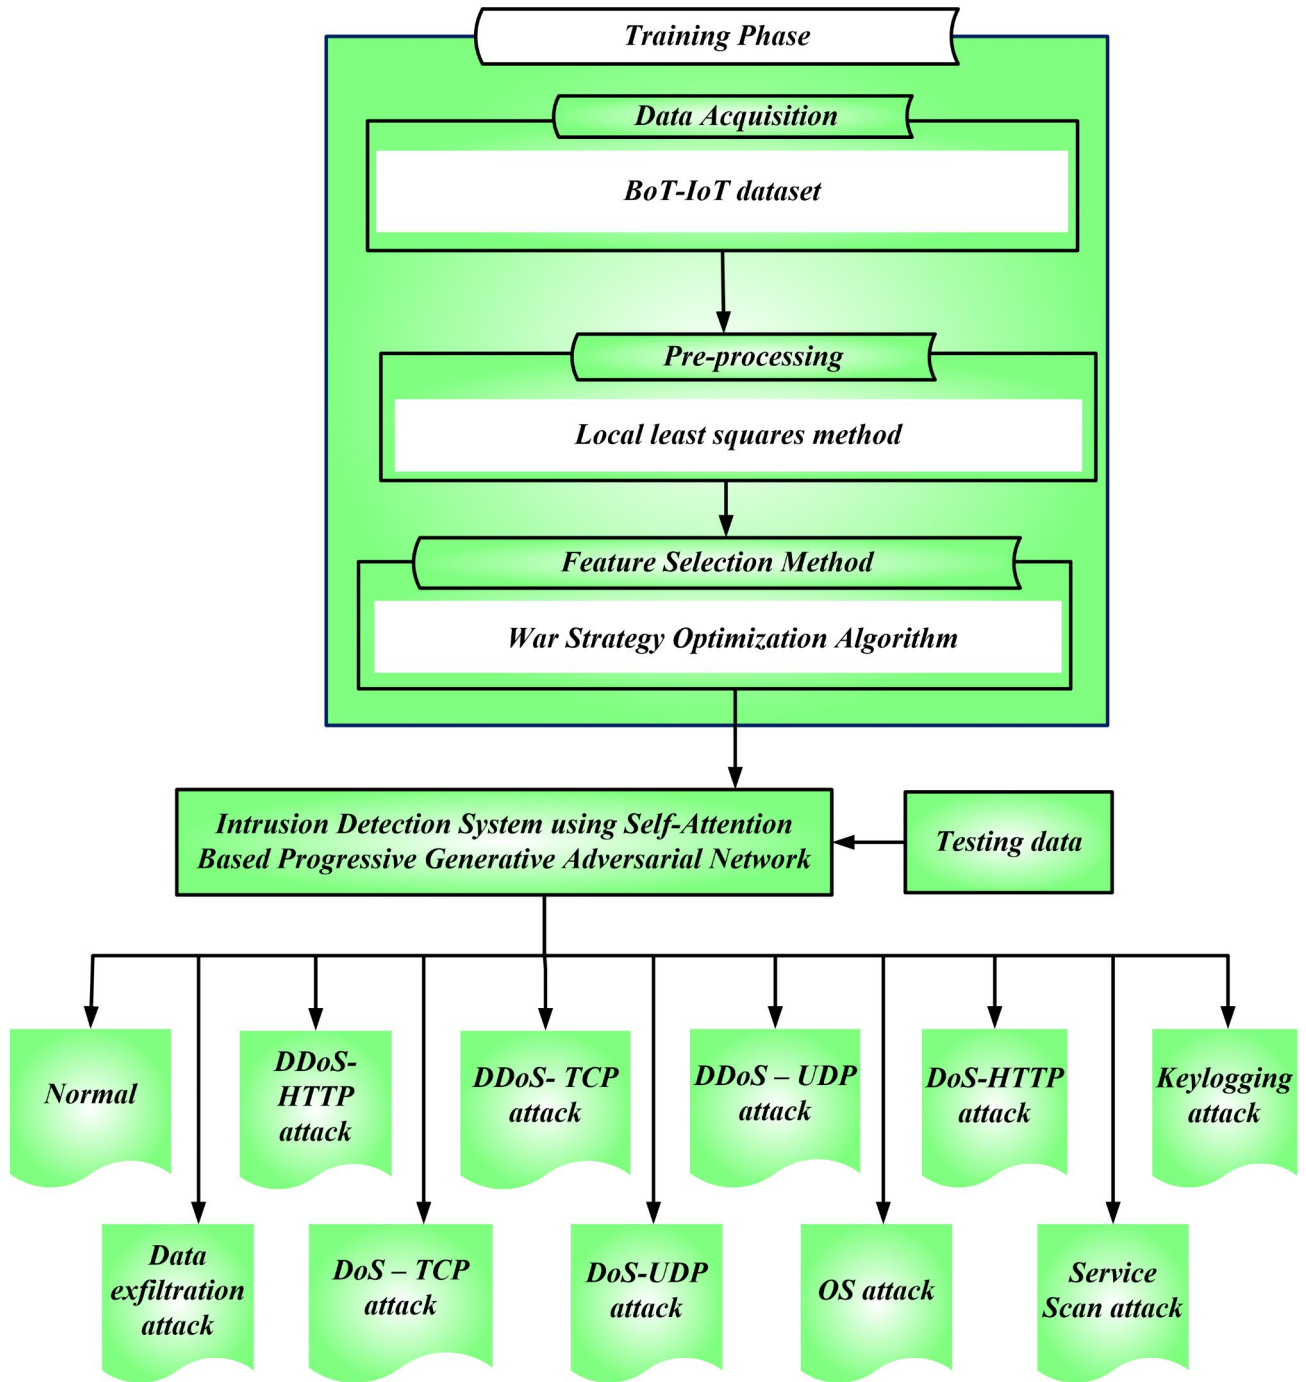 Training Phase
Data Acquisition
BoT-IoT dataset
Pre-processing
Local least squares method
Feature Selection Method
War Strategy Optimization Algorithm
Intrusion Detection System using Self-Attention
Based Progressive Generative Adversarial Network
Testing data
Normal
DDoS-
HTTP
attack
DDoS- TCP
attack
DDoS – UDP
attack
DoS-HTTP
attack
Keylogging
attack
Data
exfiltration
attack
DoS – TCP
attack
DoS-UDP
attack
OS attack
Service
Scan attack